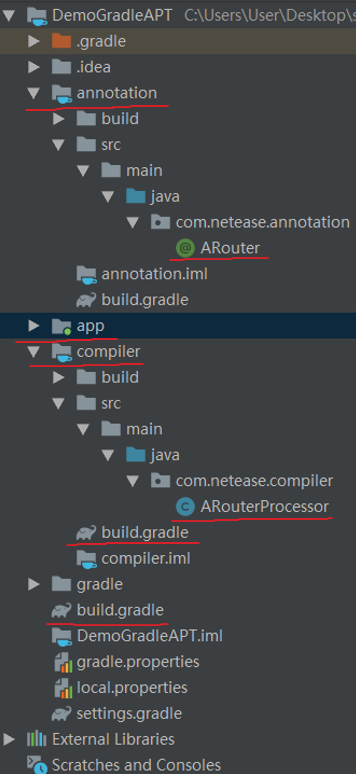 DemoGradleAPT C:\Users\User\Desktop\s
.gradle
.idea
annotation
build
src
main
java
com.netease.annotation
ARouter
annotation.iml
build.gradle
app
compiler
build
src
main
java
com.netease.compiler
ARouterProcessor
build.gradle
compiler.iml
gradle
build.gradle
DemoGradleAPT.iml
gradle.properties
local.properties
settings.gradle
External Libraries
Scratches and Consoles